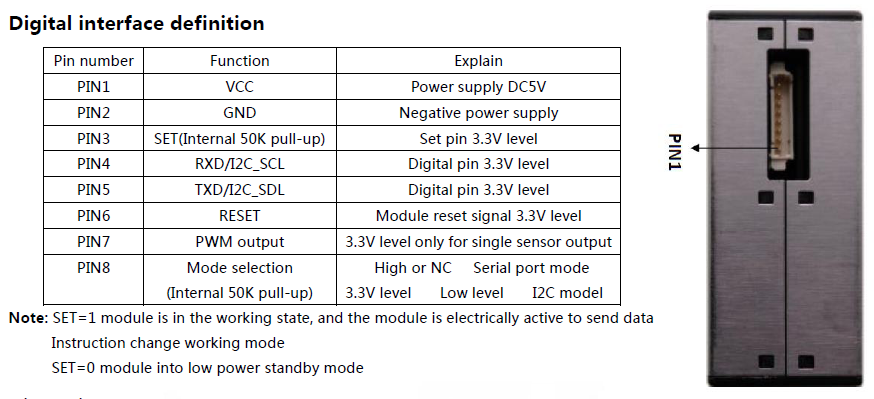 Digital interface definition
Pin number Function Explain
PIN1 VCC Power supply DC5V
PIN2 GND Negative power supply
PIN3 SET(Internal 50K pull-up) Set pin 3.3V level
PIN4 RXD/I2C_SCL Digital pin 3.3V level
PIN5 TXD/I2C_SDL Digital pin 3.3V level
PIN6 RESET Module reset signal 3.3V level
PIN7 PWM output 3.3V level only for single sensor output
PIN8 Mode selection High or NC Serial port mode
(Internal 50K pull-up) 3.3V level Low level I2C model
Note: SET=1 module is in the working state, and the module is electrically active to send data
Instruction change working mode
SET=0 module into low power standby mode
PIN1